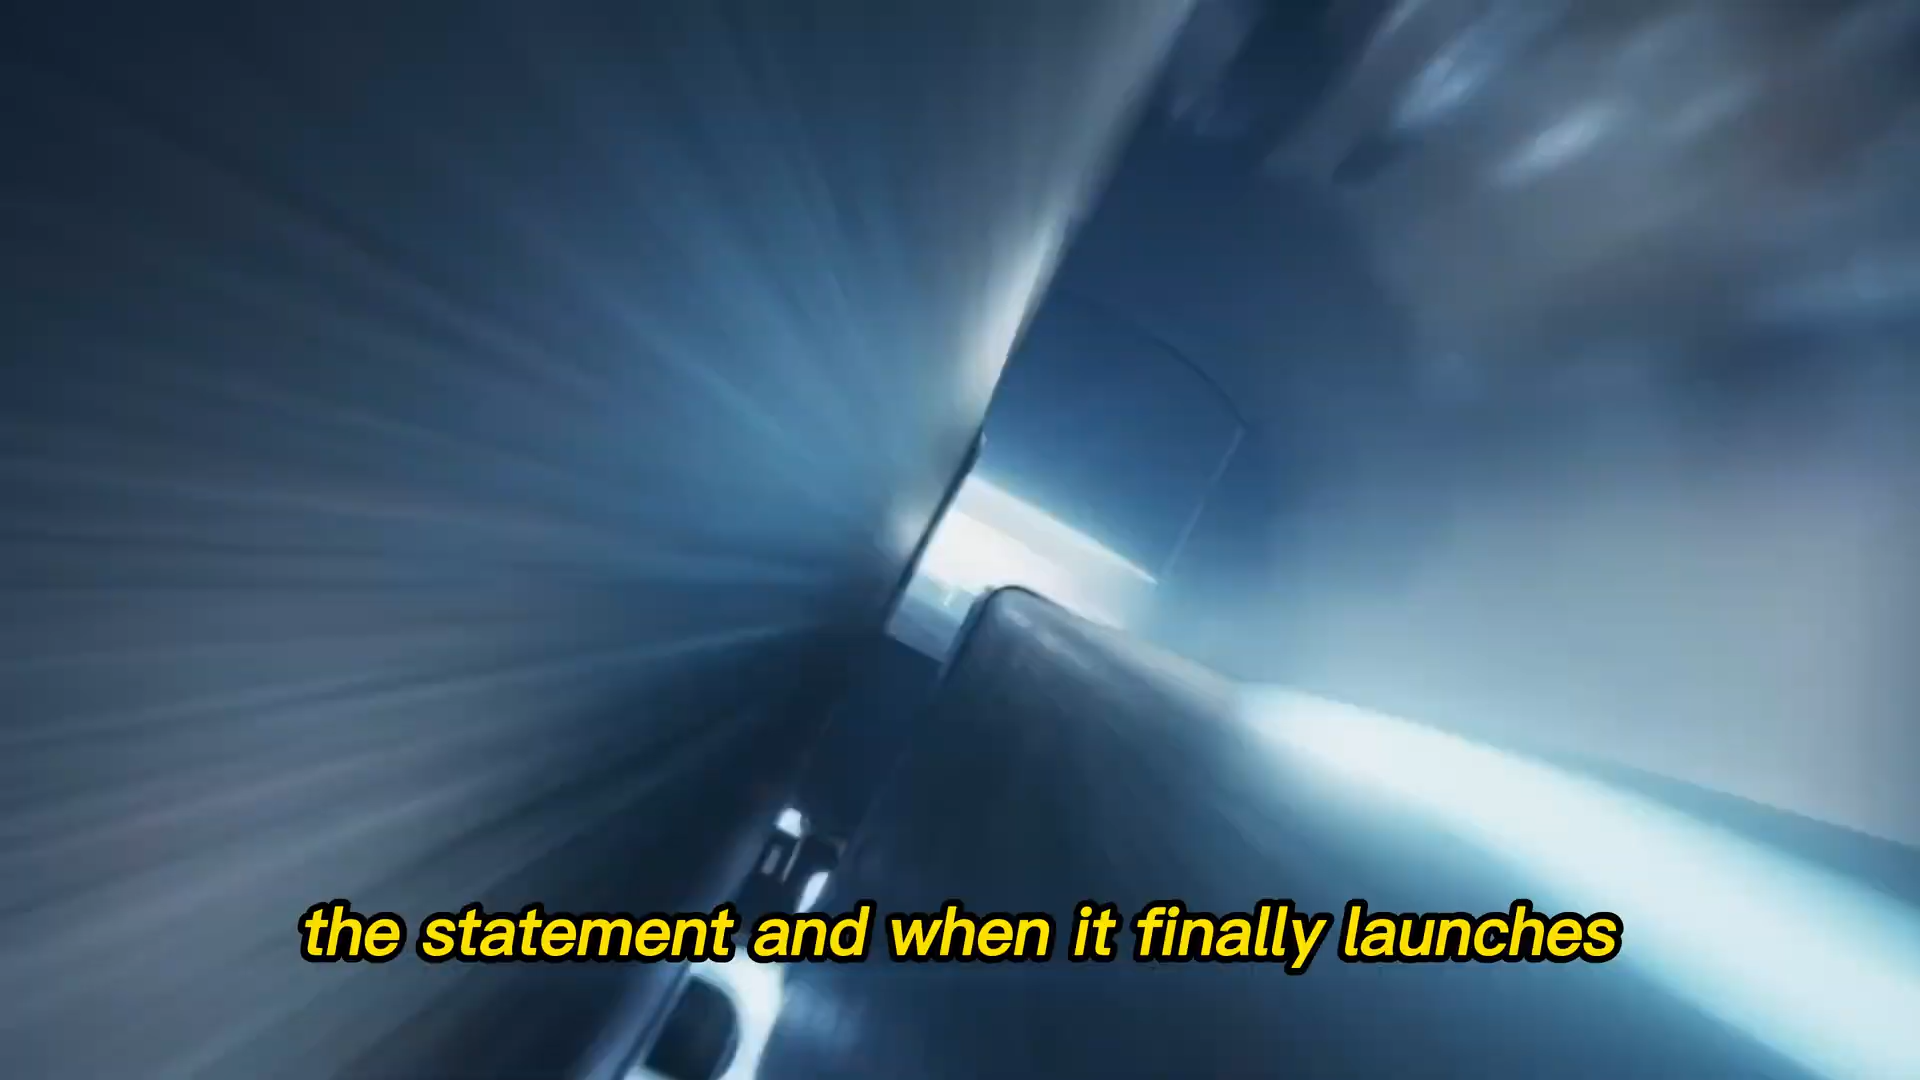 the statement and when it finally launches